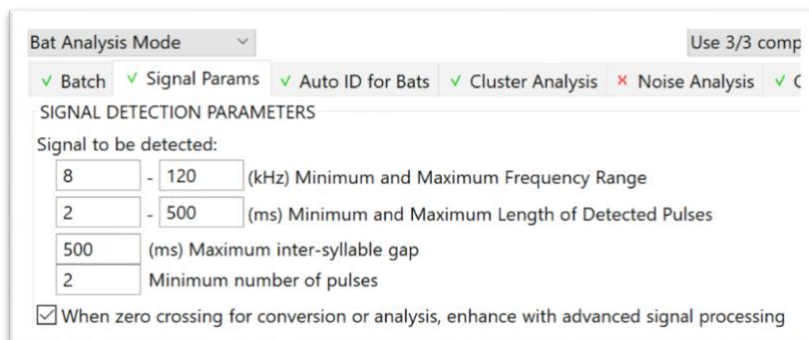 Bat Analysis Mode Use 3/3 comp
Batch Signal Params Auto ID for Bats Cluster Analysis Noise Analysis
SIGNAL DETECTION PARAMETERS
Signal to be detected:
8 - 120 (kHz) Minimum and Maximum Frequency Range
2 - 500 (ms) Minimum and Maximum Length of Detected Pulses
500 (ms) Maximum inter-syllable gap
2 Minimum number of pulses
When zero crossing for conversion or analysis, enhance with advanced signal processing